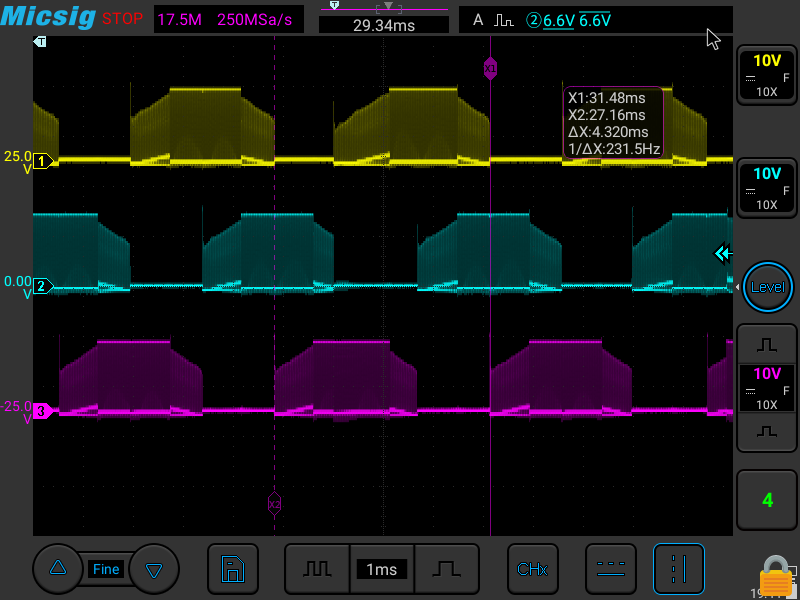 Micsig STOP 17.5M 250MSa/s
T
29.34ms
A ②6.6V 6.6V
T
X1
10V
F
10X
X1:31.48ms
X2:27.16ms
ΔX:4.320ms
1/ΔX:231.5Hz
25.0
V
1
10V
F
10X
0.00
V
2
Level
-25.0
V
3
10V
F
10X
X2
4
Fine
1ms
CHx